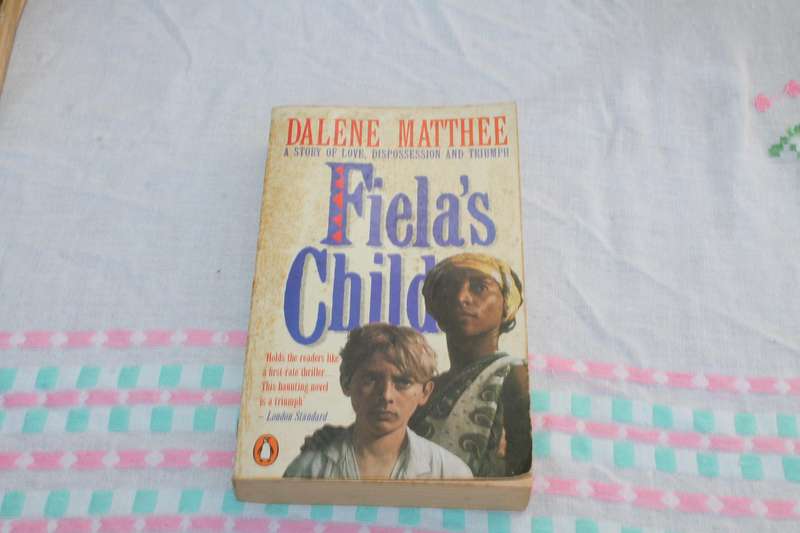 DALENE MATTHEE
A STORY OF LOVE, DISPOSSESSION AND TRIUMPH
Fiela's
Child
'Holds the readers like
a first-rate thriller...
This haunting novel
is a triumph'
– London Standard